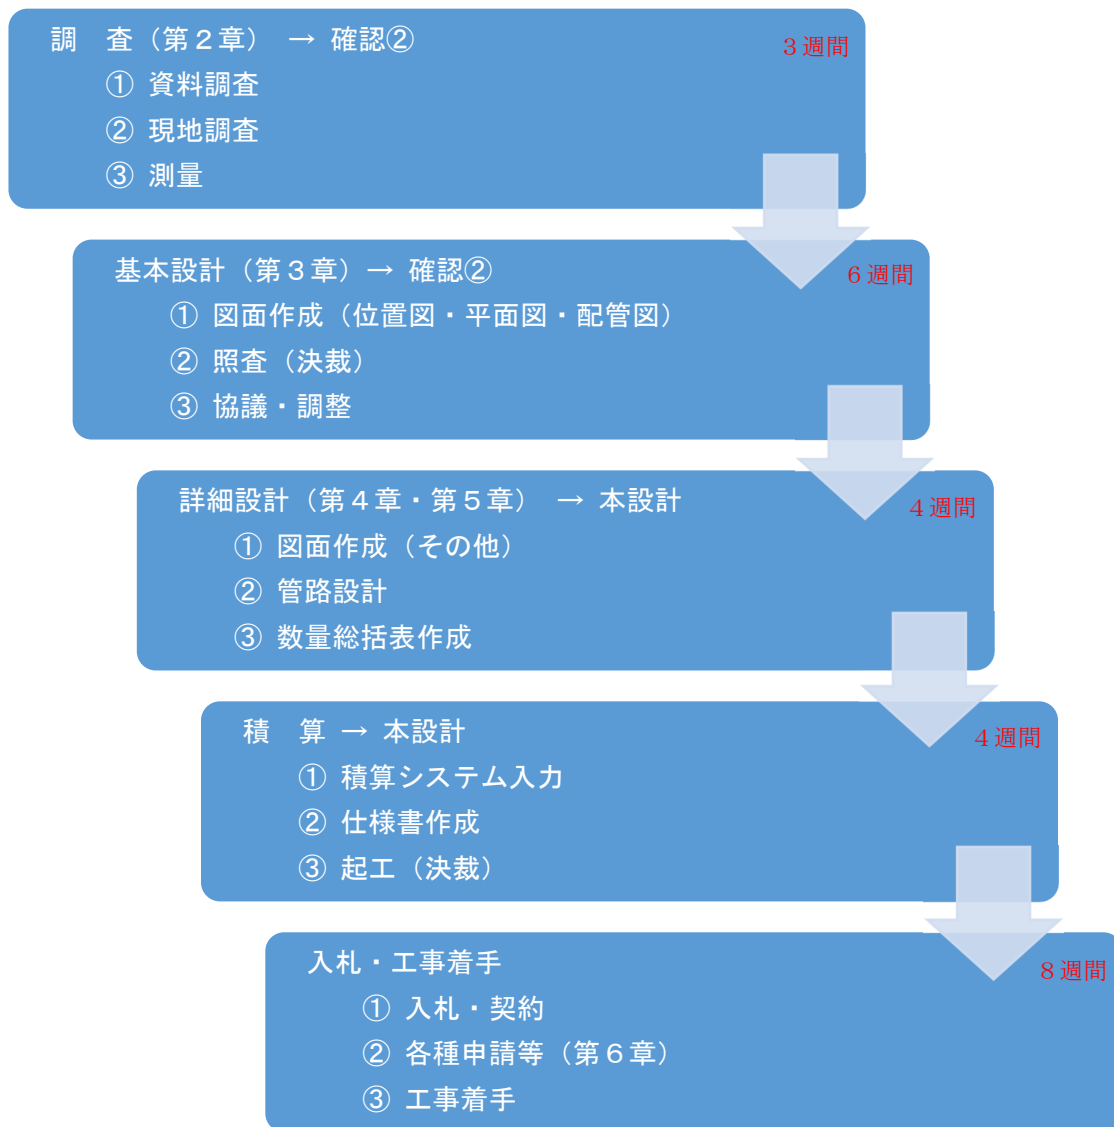 調　査（第２章） → 確認②
３週間
① 資料調査
② 現地調査
③ 測量
基本設計（第３章）→ 確認②
６週間
① 図面作成（位置図・平面図・配管図）
② 照査（決裁）
③ 協議・調整
詳細設計（第４章・第５章） → 本設計
４週間
① 図面作成（その他）
② 管路設計
③ 数量総括表作成
積　算 → 本設計
４週間
① 積算システム入力
② 仕様書作成
③ 起工（決裁）
入札・工事着手
８週間
① 入札・契約
② 各種申請等（第６章）
③ 工事着手